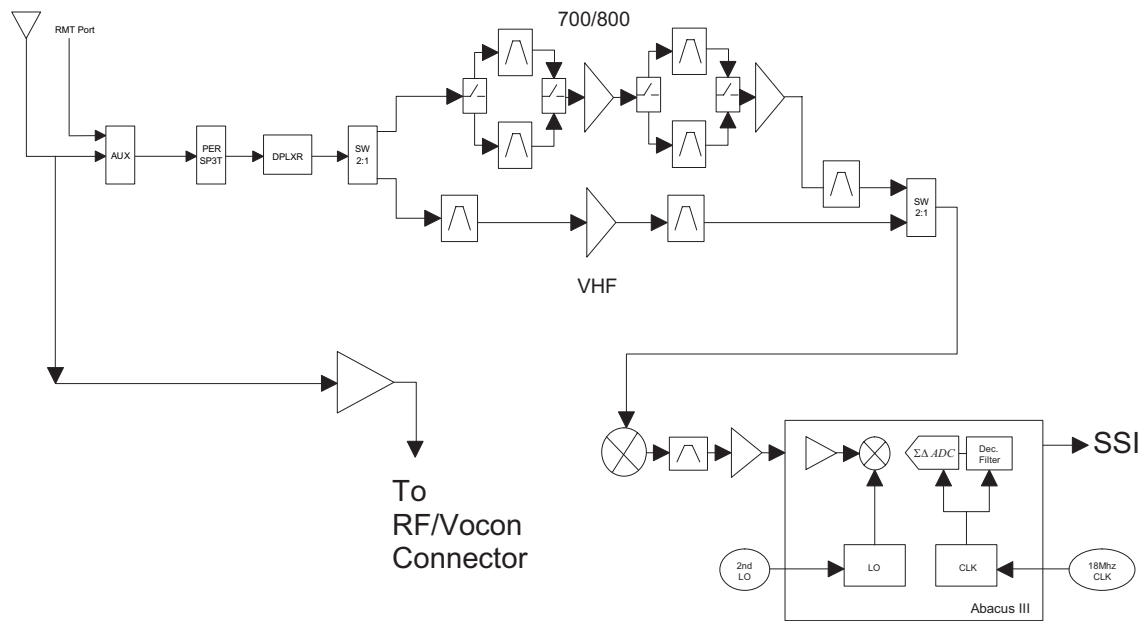 700/800
RMT Port
AUX
PER
SP3T
DPLXR
SW
2:1
SW
2:1
VHF
To
RF/Vocon
Connector
ΣΔ ADC
Dec.
Filter
SSI
2nd
LO
LO
CLK
18Mhz
CLK
Abacus III